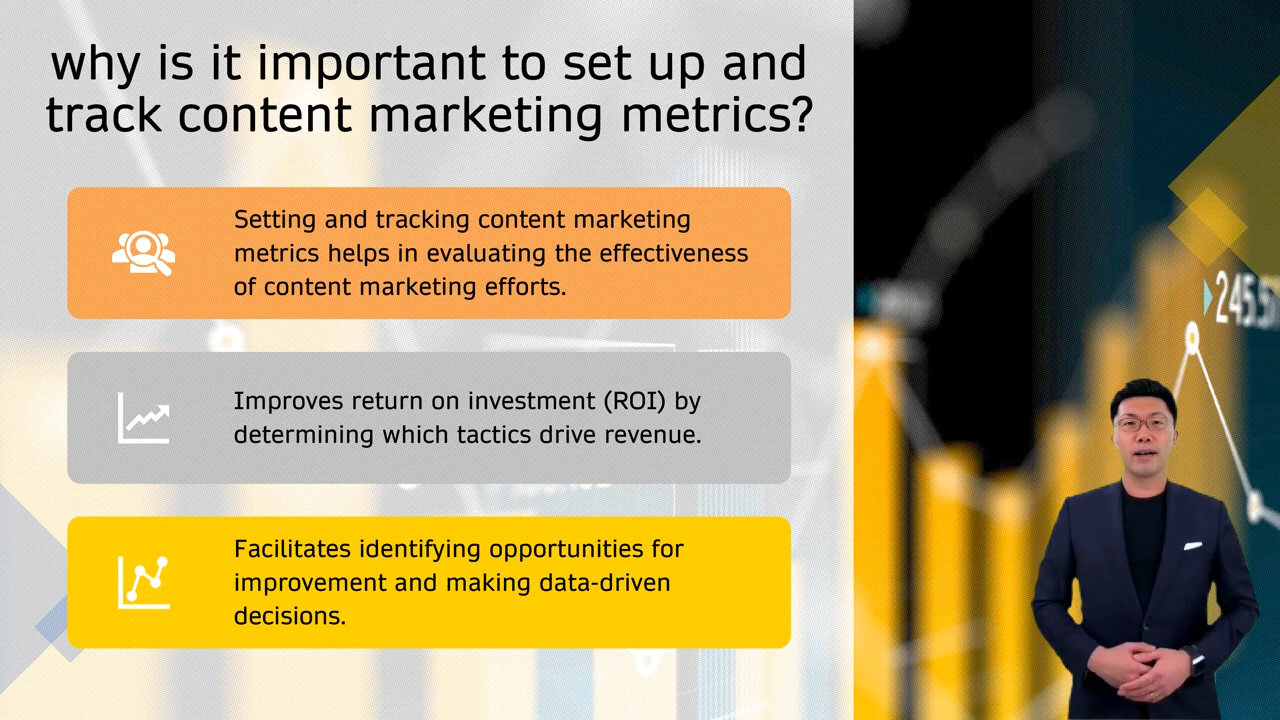 why is it important to set up and
track content marketing metrics?
Setting and tracking content marketing
metrics helps in evaluating the effectiveness
of content marketing efforts.
Improves return on investment (ROI) by
determining which tactics drive revenue.
Facilitates identifying opportunities for
improvement and making data-driven
decisions.
245.57